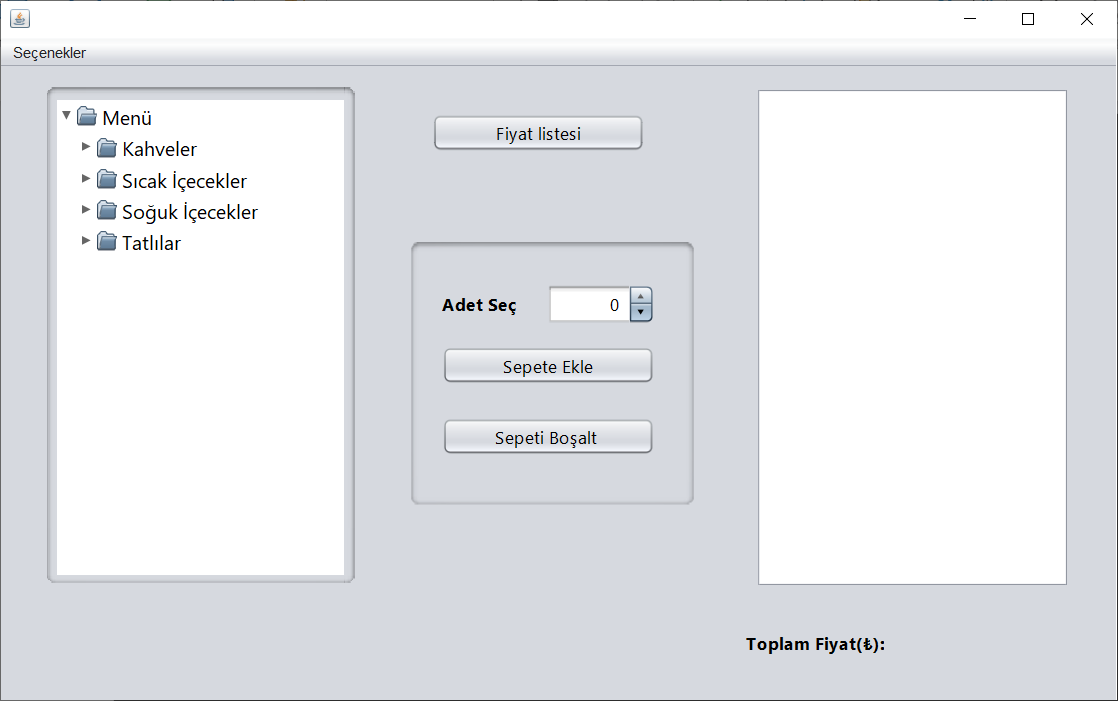 Seçenekler
Menü
Kahveler
Sıcak İçecekler
Soğuk İçecekler
Tatlılar
Fiyat listesi
Adet Seç 0
Sepete Ekle
Sepeti Boşalt
Toplam Fiyat(₺):